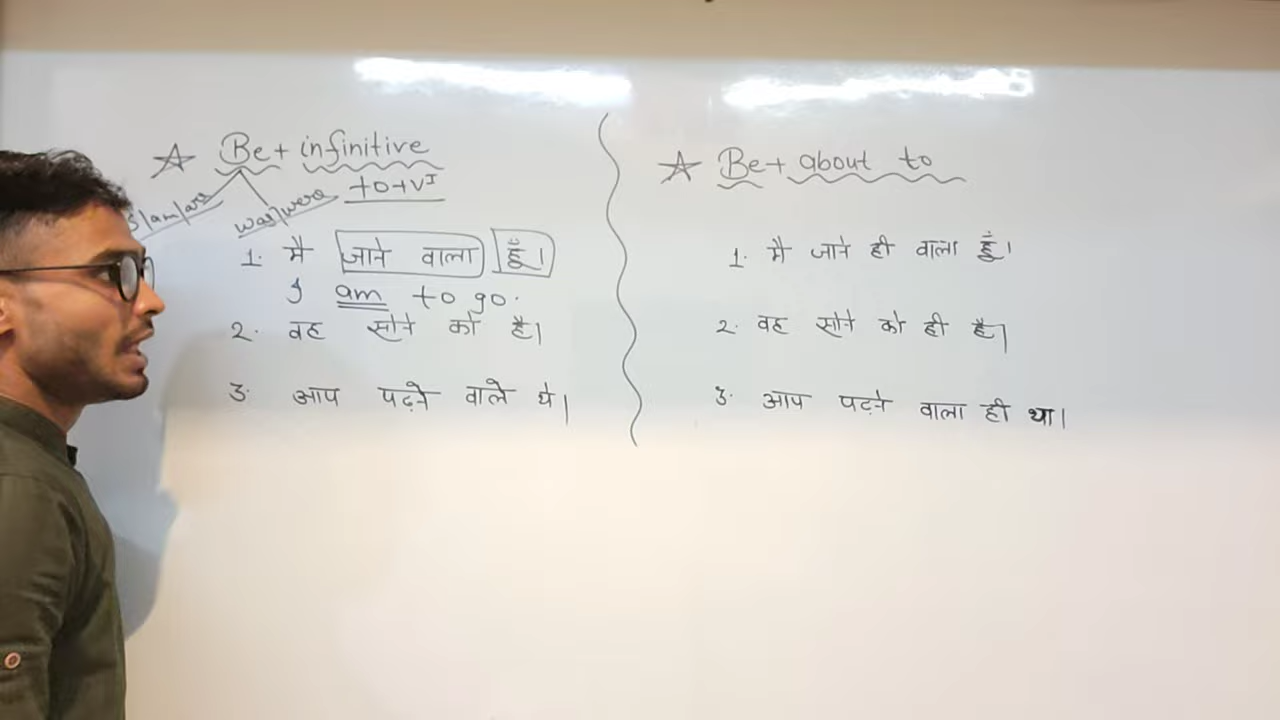 ☆ Be + infinitive
is/am/are was/were to+VI
1. मै जाने वाला हूँ।
I am to go.
2. वह सोने को है।
3. आप पढ़ने वाले थे।
☆ Be + about to
1. मै जाने ही वाला हूँ।
2. वह सोने को ही है।
3. आप पढ़ने वाला ही था।